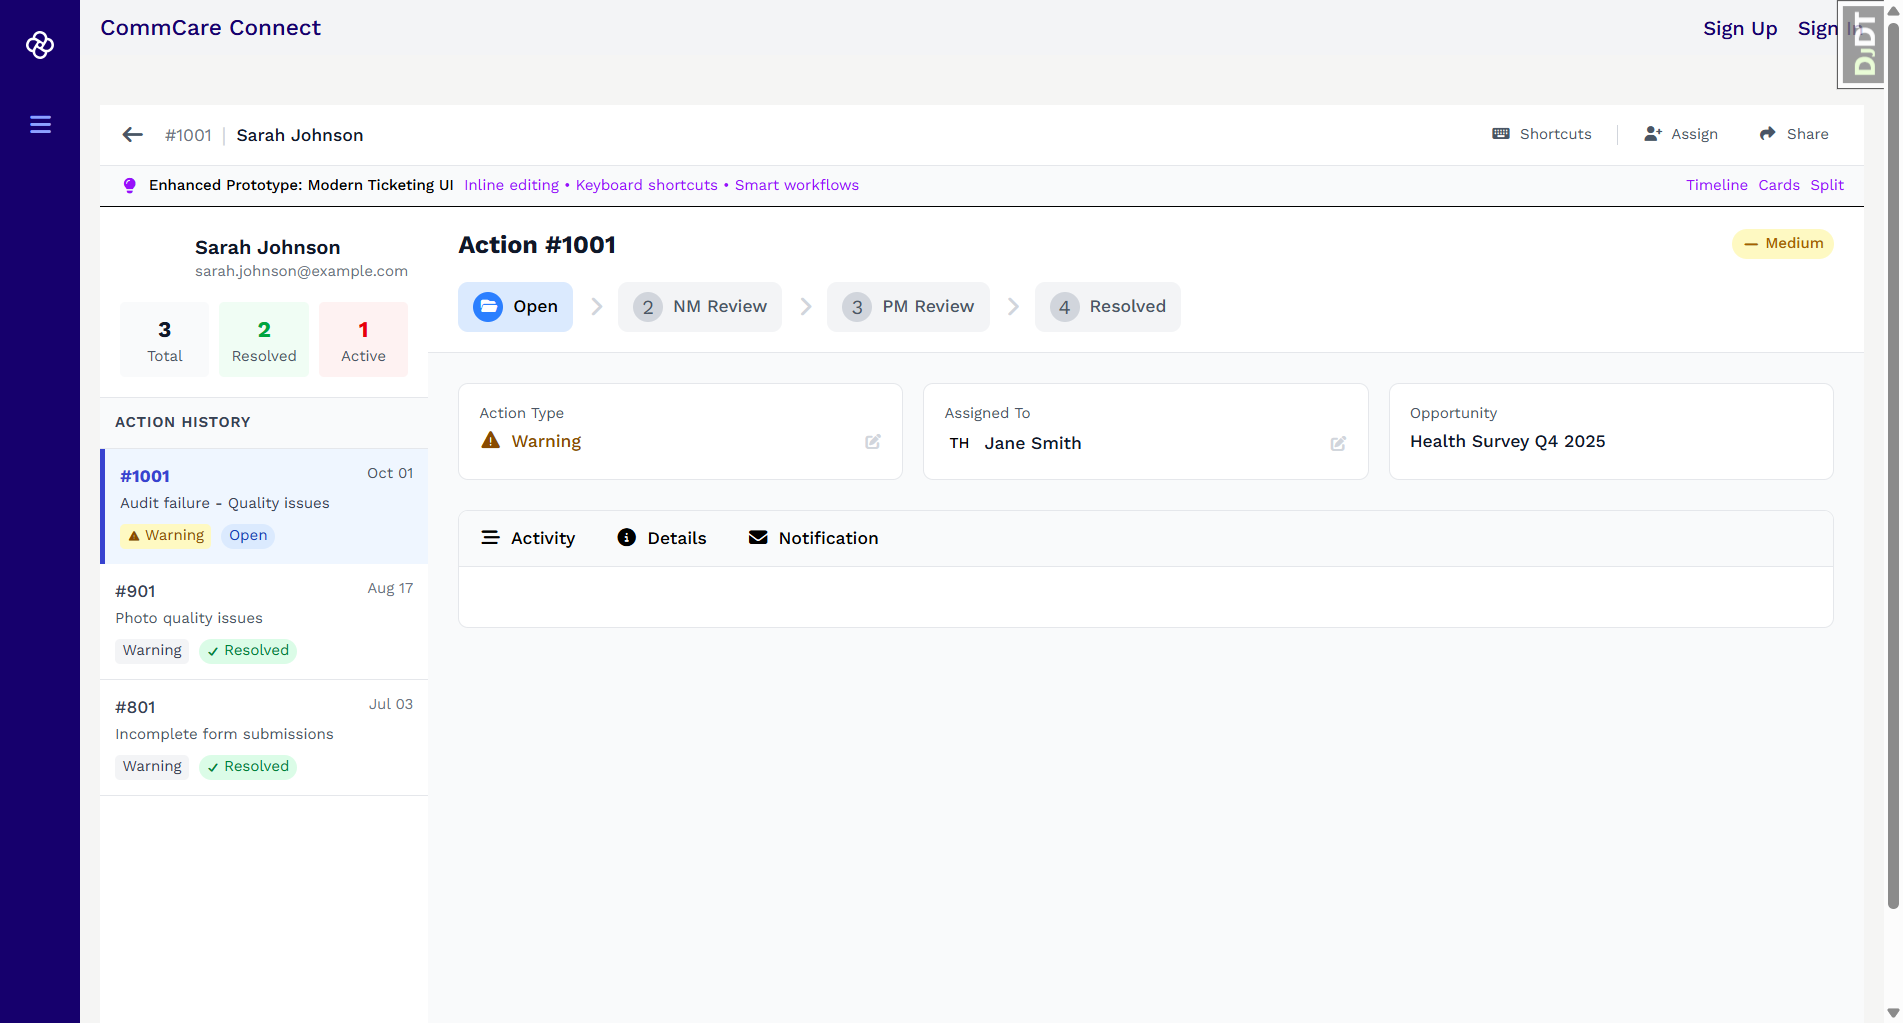 CommCare Connect
Sign Up Sign In
DJDT
#1001 Sarah Johnson
Shortcuts Assign Share
Enhanced Prototype: Modern Ticketing UI Inline editing • Keyboard shortcuts • Smart workflows
Timeline Cards Split
Sarah Johnson
sarah.johnson@example.com
3 2 1
Total Resolved Active
ACTION HISTORY
#1001 Oct 01
Audit failure - Quality issues
Warning Open
#901 Aug 17
Photo quality issues
Warning Resolved
#801 Jul 03
Incomplete form submissions
Warning Resolved
Action #1001
Medium
Open 2 NM Review 3 PM Review 4 Resolved
Action Type
Warning
Assigned To
TH Jane Smith
Opportunity
Health Survey Q4 2025
Activity Details Notification